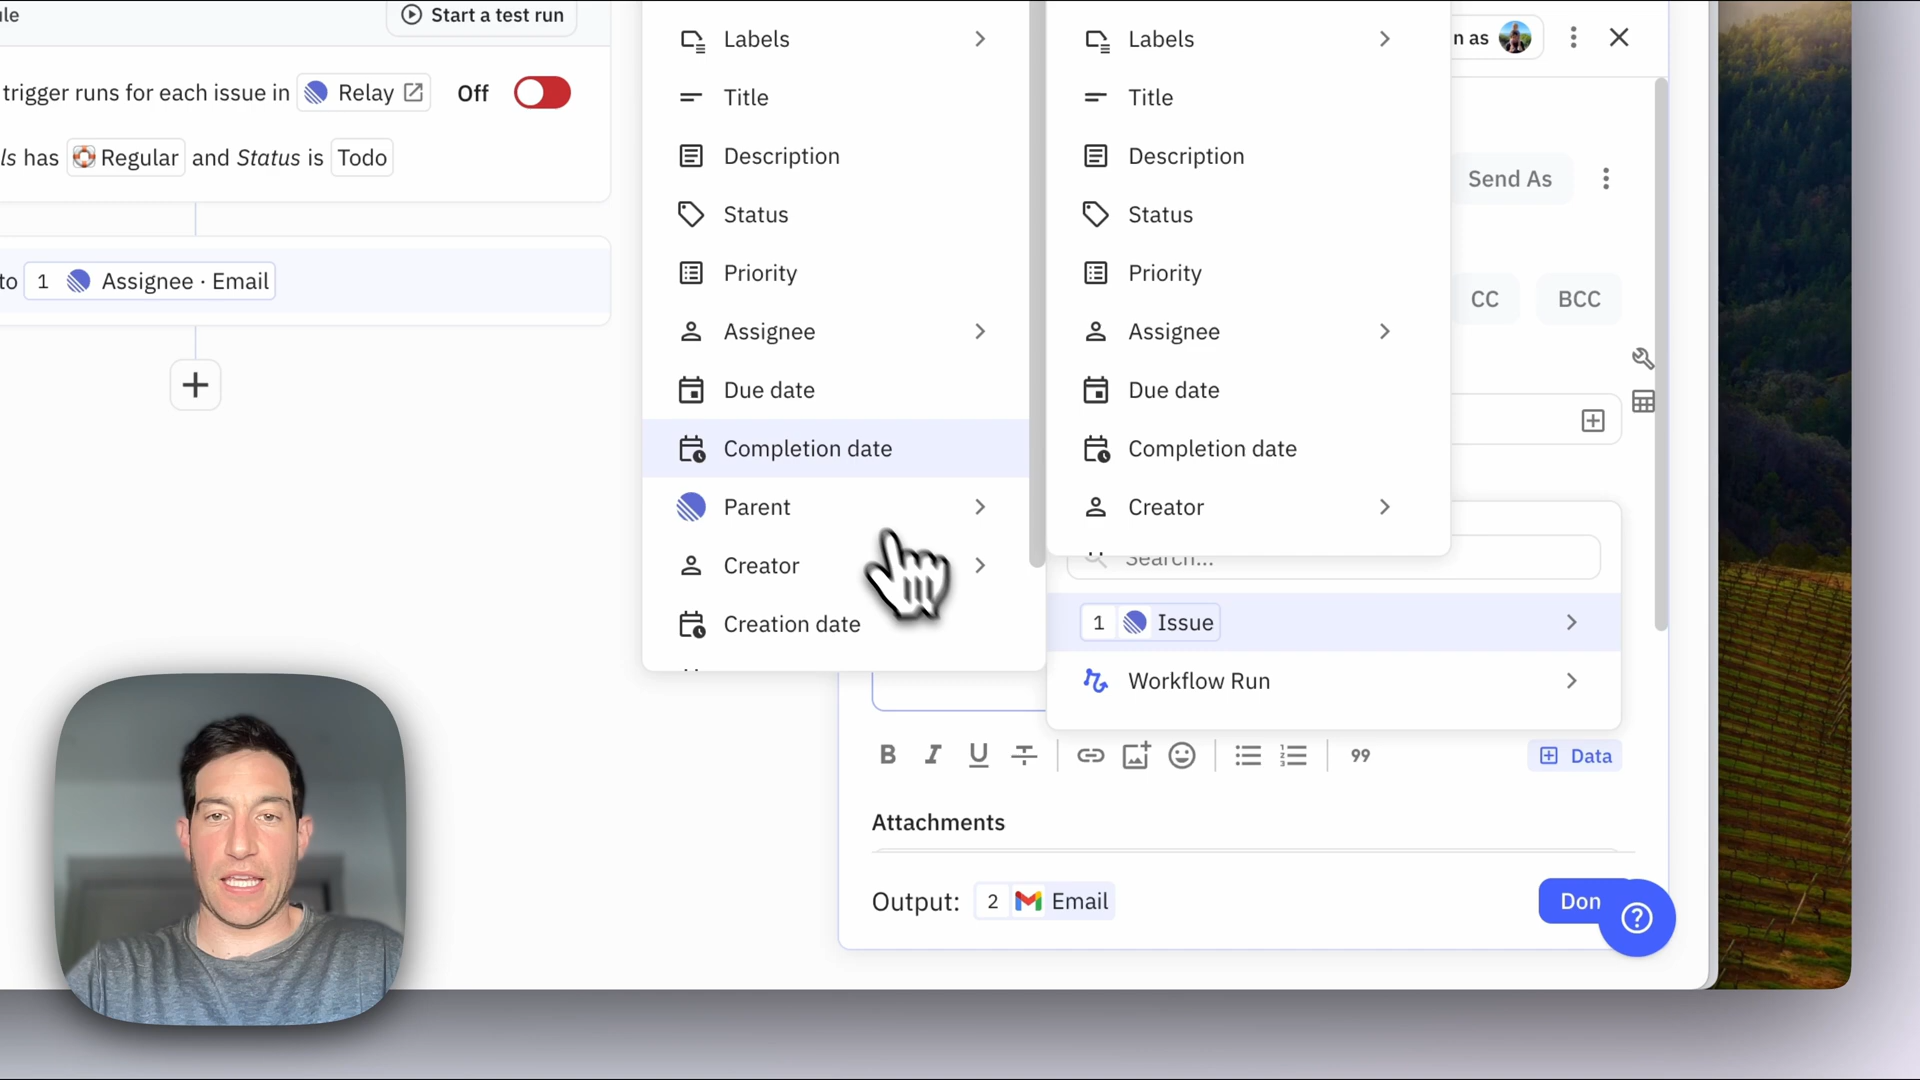 ule
Start a test run
trigger runs for each issue in Relay Off
ls has Regular and Status is Todo
to 1 Assignee · Email
Labels
Title
Description
Status
Priority
Assignee
Due date
Completion date
Parent
Creator
Creation date
Labels
Title
Description
Status
Priority
Assignee
Due date
Completion date
Creator
n as
Send As
CC BCC
Search...
1 Issue
Workflow Run
B I U
99
Data
Attachments
Output: 2 Email
Don
?